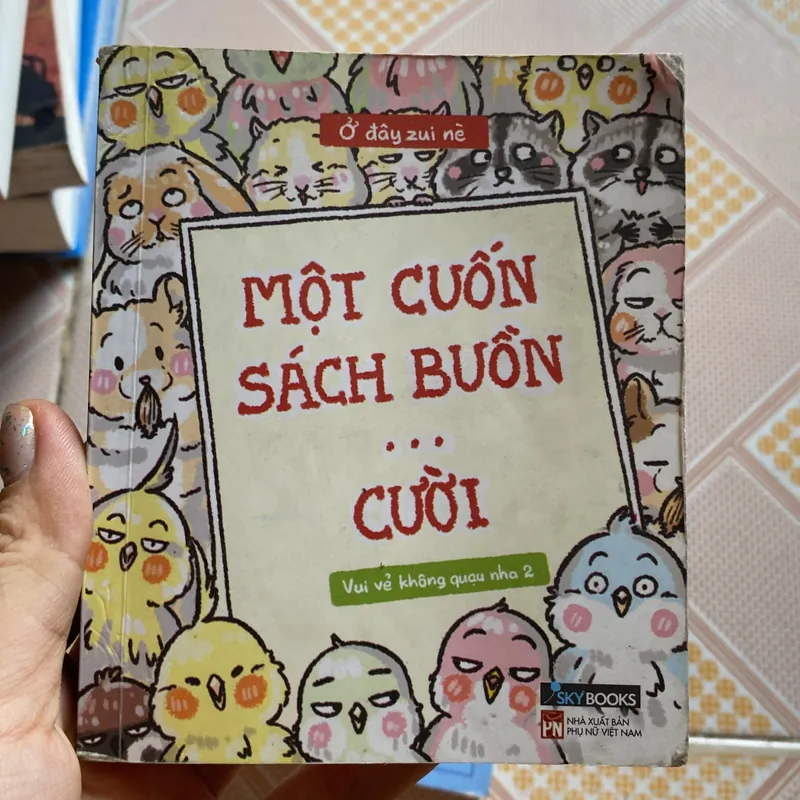 Ở đây zui nè
MỘT CUỐN
SÁCH BUỒN
...
CƯỜI
Vui vẻ không quạu nha 2
SKYBOOKS
PN
NHÀ XUẤT BẢN
PHỤ NỮ VIỆT NAM